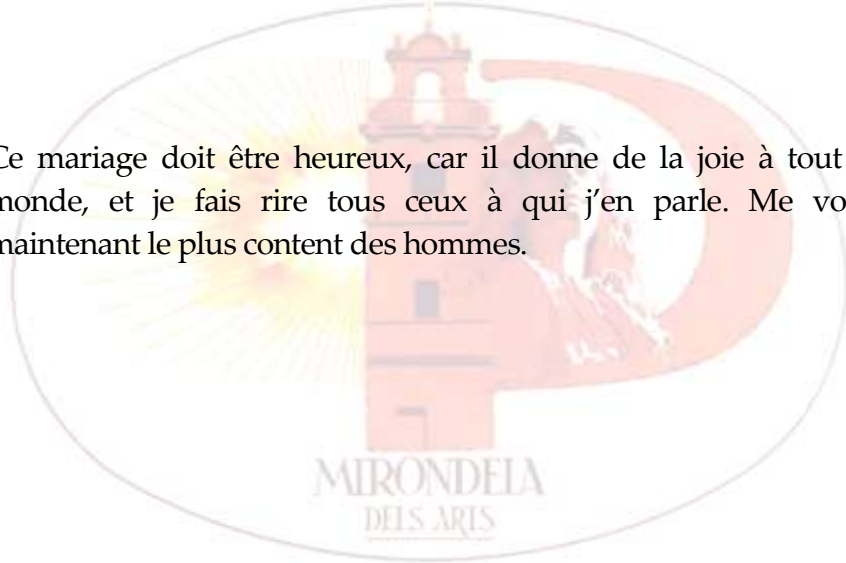 Ce mariage doit être heureux, car il donne de la joie à tout
monde, et je fais rire tous ceux à qui j’en parle. Me vo
maintenant le plus content des hommes.
MIRONDELA
DELS ARTS